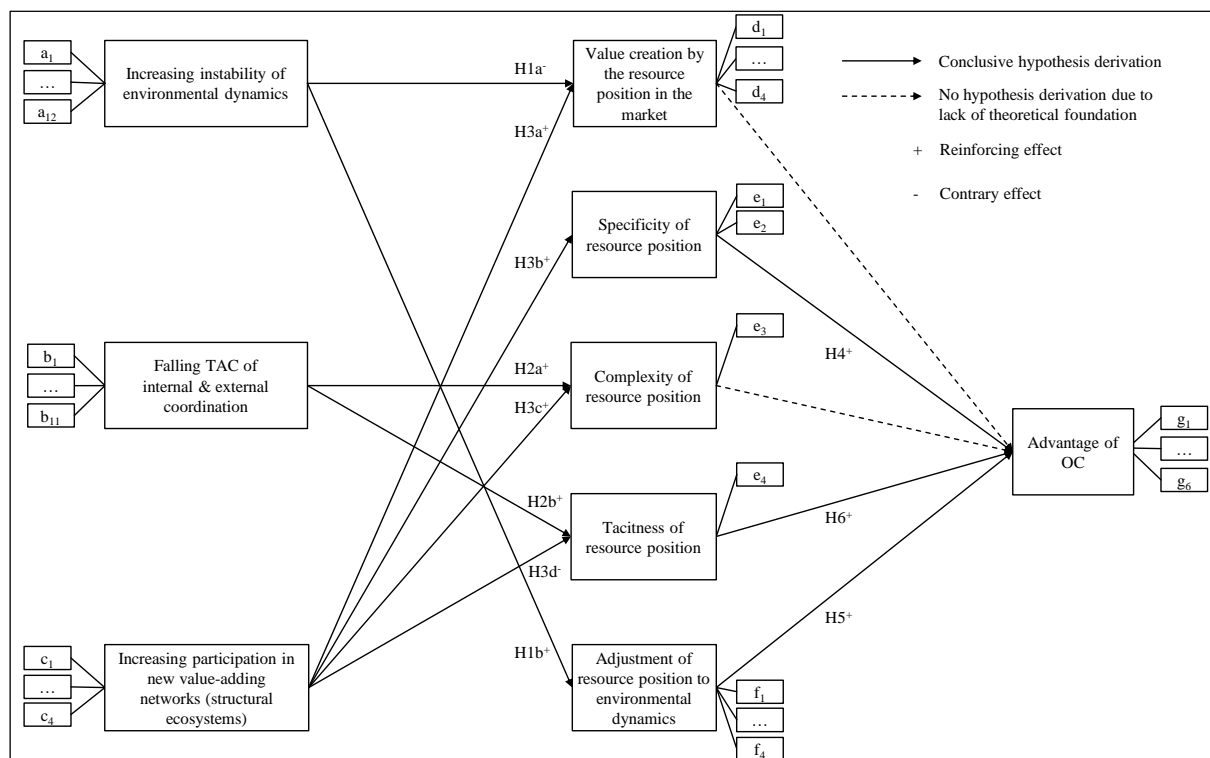 a1
…
a12
Increasing instability of
environmental dynamics
H1a-
H3a+
Value creation by
the resource
position in the
market
d1
…
d4
Conclusive hypothesis derivation
No hypothesis derivation due to
lack of theoretical foundation
+ Reinforcing effect
- Contrary effect
H3b+
Specificity of
resource position
e1
e2
b1
…
b11
Falling TAC of
internal & external
coordination
H2a+
H3c+
Complexity of
resource position
e3
H4+
Advantage of
OC
g1
…
g6
H2b+
H3d-
Tacitness of
resource position
e4
H6+
H5+
c1
…
c4
Increasing participation in
new value-adding
networks (structural
ecosystems)
H1b+
Adjustment of
resource position to
environmental
dynamics
f1
…
f4